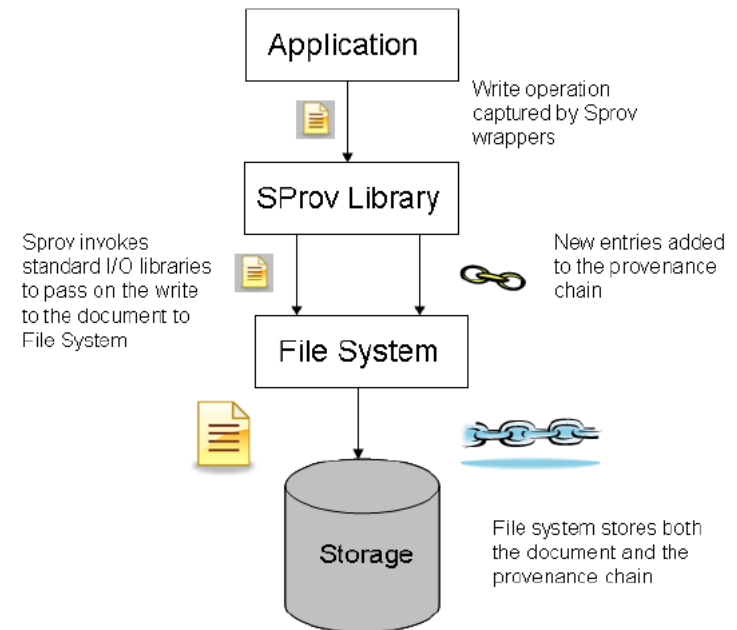 Application
Write operation
captured by Sprov
wrappers
SProv Library
Sprov invokes
standard I/O libraries
to pass on the write
to the document to
File System
New entries added
to the provenance
chain
File System
Storage
File system stores both
the document and the
provenance chain